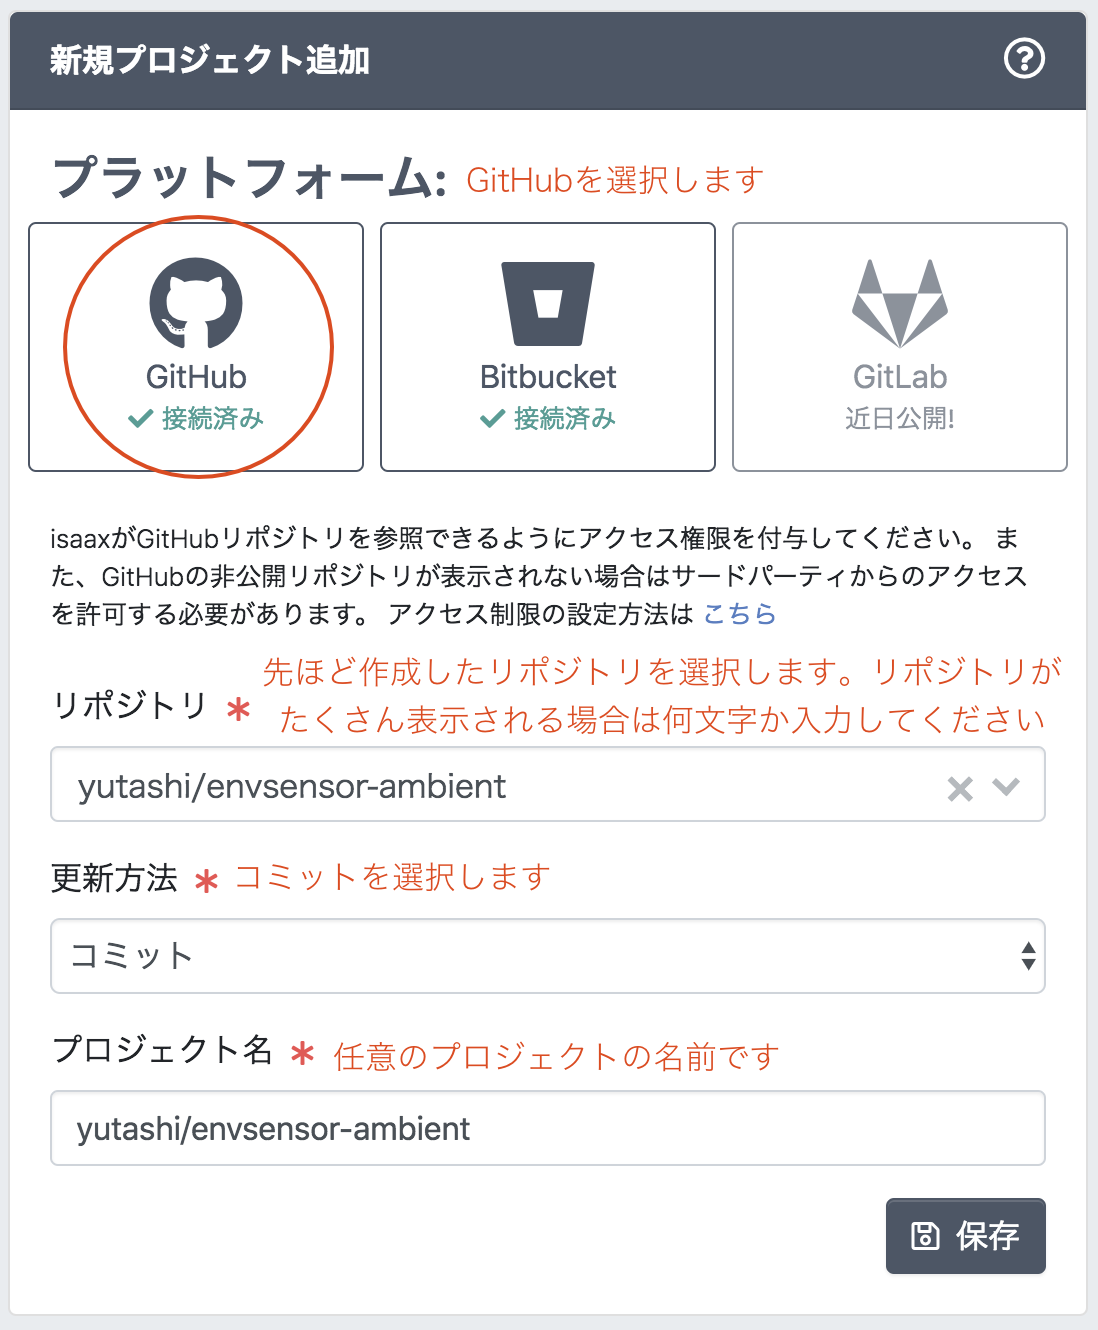 新規プロジェクト追加
プラットフォーム: GitHubを選択します
GitHub
接続済み
Bitbucket
接続済み
GitLab
近日公開!
isaaxがGitHubリポジトリを参照できるようにアクセス権限を付与してください。 ま
た、GitHubの非公開リポジトリが表示されない場合はサードパーティからのアクセス
を許可する必要があります。 アクセス制限の設定方法は こちら
先ほど作成したリポジトリを選択します。リポジトリが
たくさん表示される場合は何文字か入力してください
リポジトリ *
yutashi/envsensor-ambient
更新方法 * コミットを選択します
コミット
プロジェクト名 * 任意のプロジェクトの名前です
yutashi/envsensor-ambient
保存